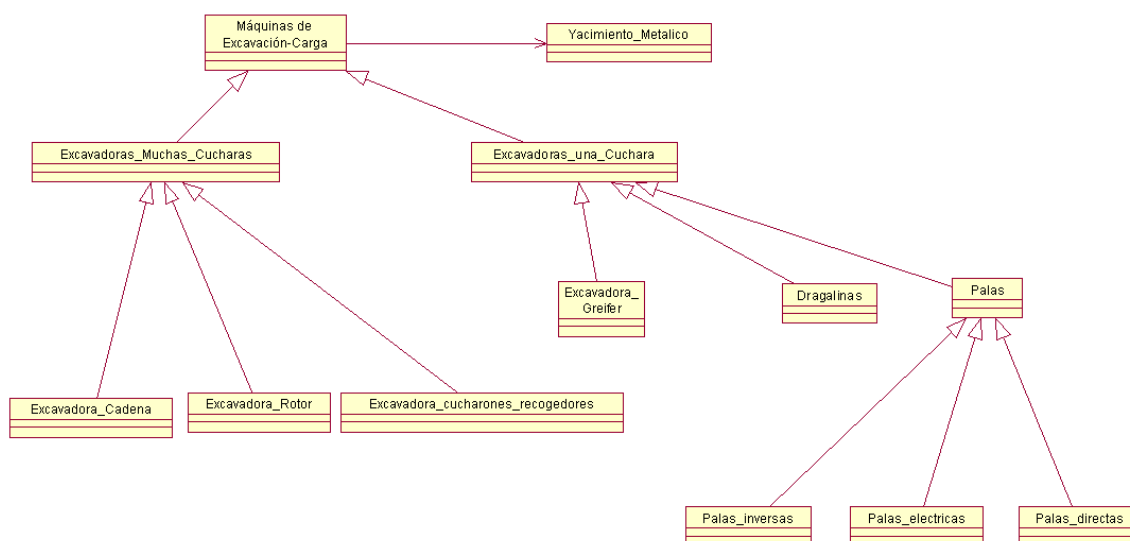 Máquinas de
Excavación-Carga
Yacimiento_Metalico
Excavadoras_Muchas_Cucharas
Excavadoras_una_Cuchara
Excavadora_
Greifer
Dragalinas
Palas
Excavadora_Cadena
Excavadora_Rotor
Excavadora_cucharones_recogedores
Palas_inversas
Palas_electricas
Palas_directas